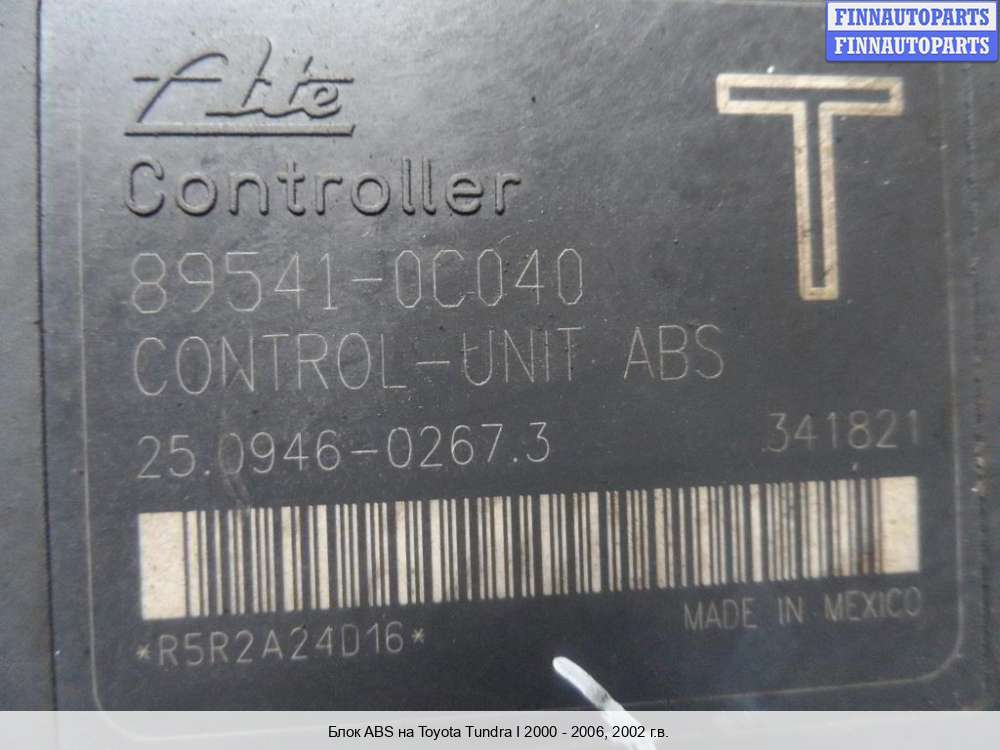 FINNAUTOPARTS
FINNAUTOPARTS
Ate
T
Controller
89541-0C040
CONTROL-UNIT ABS
25.0946-0267.3 341821
*R5R2A24D16*
MADE IN MEXICO
Блок ABS на Toyota Tundra I 2000 - 2006, 2002 г.в.